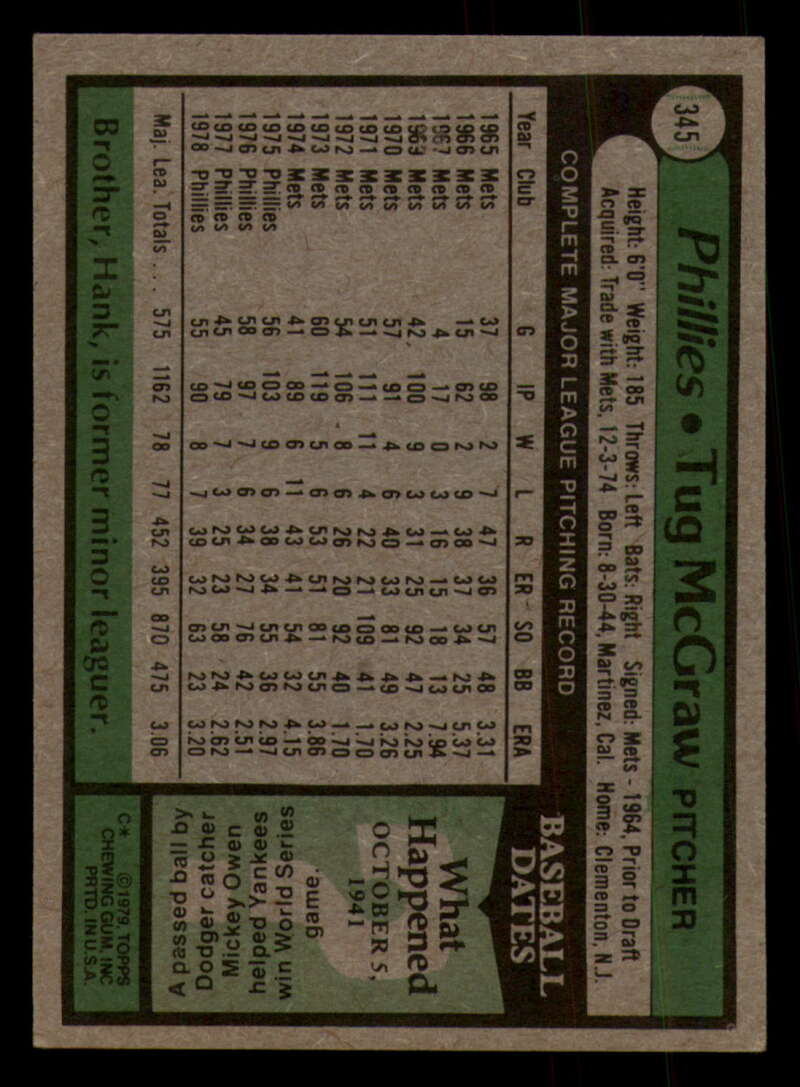 345
Phillies • Tug McGraw PITCHER
Height: 6'0" Weight: 185 Throws: Left Bats: Right Signed: Mets - 1964, Prior to Draft
Acquired: Trade with Mets, 12-3-74 Born: 8-30-44, Martinez, Cal. Home: Clementon, N.J.
COMPLETE MAJOR LEAGUE PITCHING RECORD
Year Club G IP W L R ER SO BB ERA
1965 Mets 37 98 2 7 47 36 57 48 3.31
1966 Mets 15 62 2 9 38 37 34 25 5.37
1967 Mets 4 17 0 3 16 15 18 13 7.94
1969 Mets 42 100 9 3 31 25 92 47 2.25
1970 Mets 57 91 4 6 40 33 81 49 3.26
1971 Mets 51 111 11 4 22 21 109 41 1.70
1972 Mets 54 106 8 6 26 20 92 40 1.70
1973 Mets 60 119 5 6 53 51 81 55 3.86
1974 Mets 41 89 6 11 43 41 54 32 4.15
1975 Phillies 56 103 9 6 38 34 55 36 2.97
1976 Phillies 58 97 7 6 34 27 76 42 2.51
1977 Phillies 45 79 7 3 25 23 58 24 2.62
1978 Phillies 55 90 8 7 39 32 63 23 3.20
Maj. Lea. Totals . . . 575 1162 78 77 452 395 870 475 3.06
Brother, Hank, is former minor leaguer.
BASEBALL
DATES
What
Happened
OCTOBER 5,
1941
A passed ball by
Dodger catcher
Mickey Owen
helped Yankees
win World Series
game.
C* ©1979, TOPPS
CHEWING GUM, INC
PRTD. IN U.S.A.